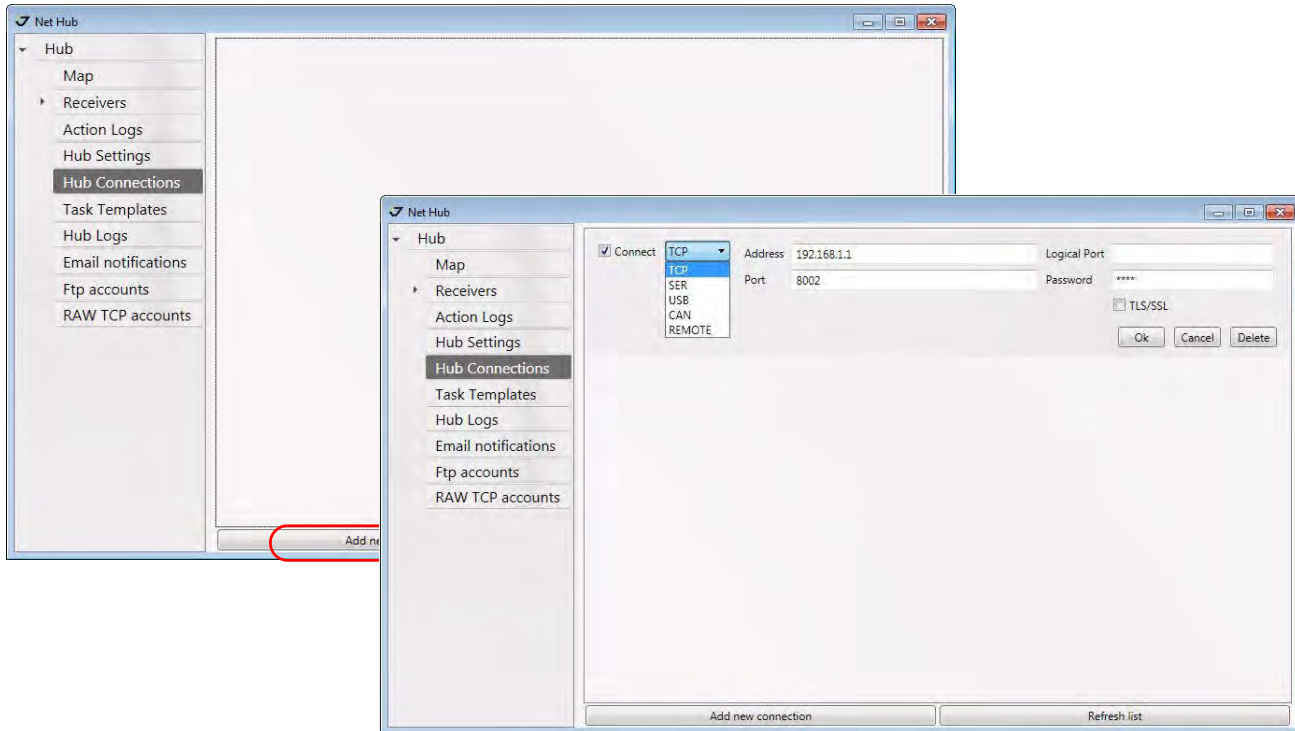 Net Hub
Hub
Map
Receivers
Action Logs
Hub Settings
Hub Connections
Task Templates
Hub Logs
Email notifications
Ftp accounts
RAW TCP accounts
Add ne
Net Hub
Hub
Map
Receivers
Action Logs
Hub Settings
Hub Connections
Task Templates
Hub Logs
Email notifications
Ftp accounts
RAW TCP accounts
Connect TCP Address 192.168.1.1 Logical Port
TCP
SER
USB
CAN
REMOTE
Port 8002 Password ****
TLS/SSL
Ok Cancel Delete
Add new connection Refresh list